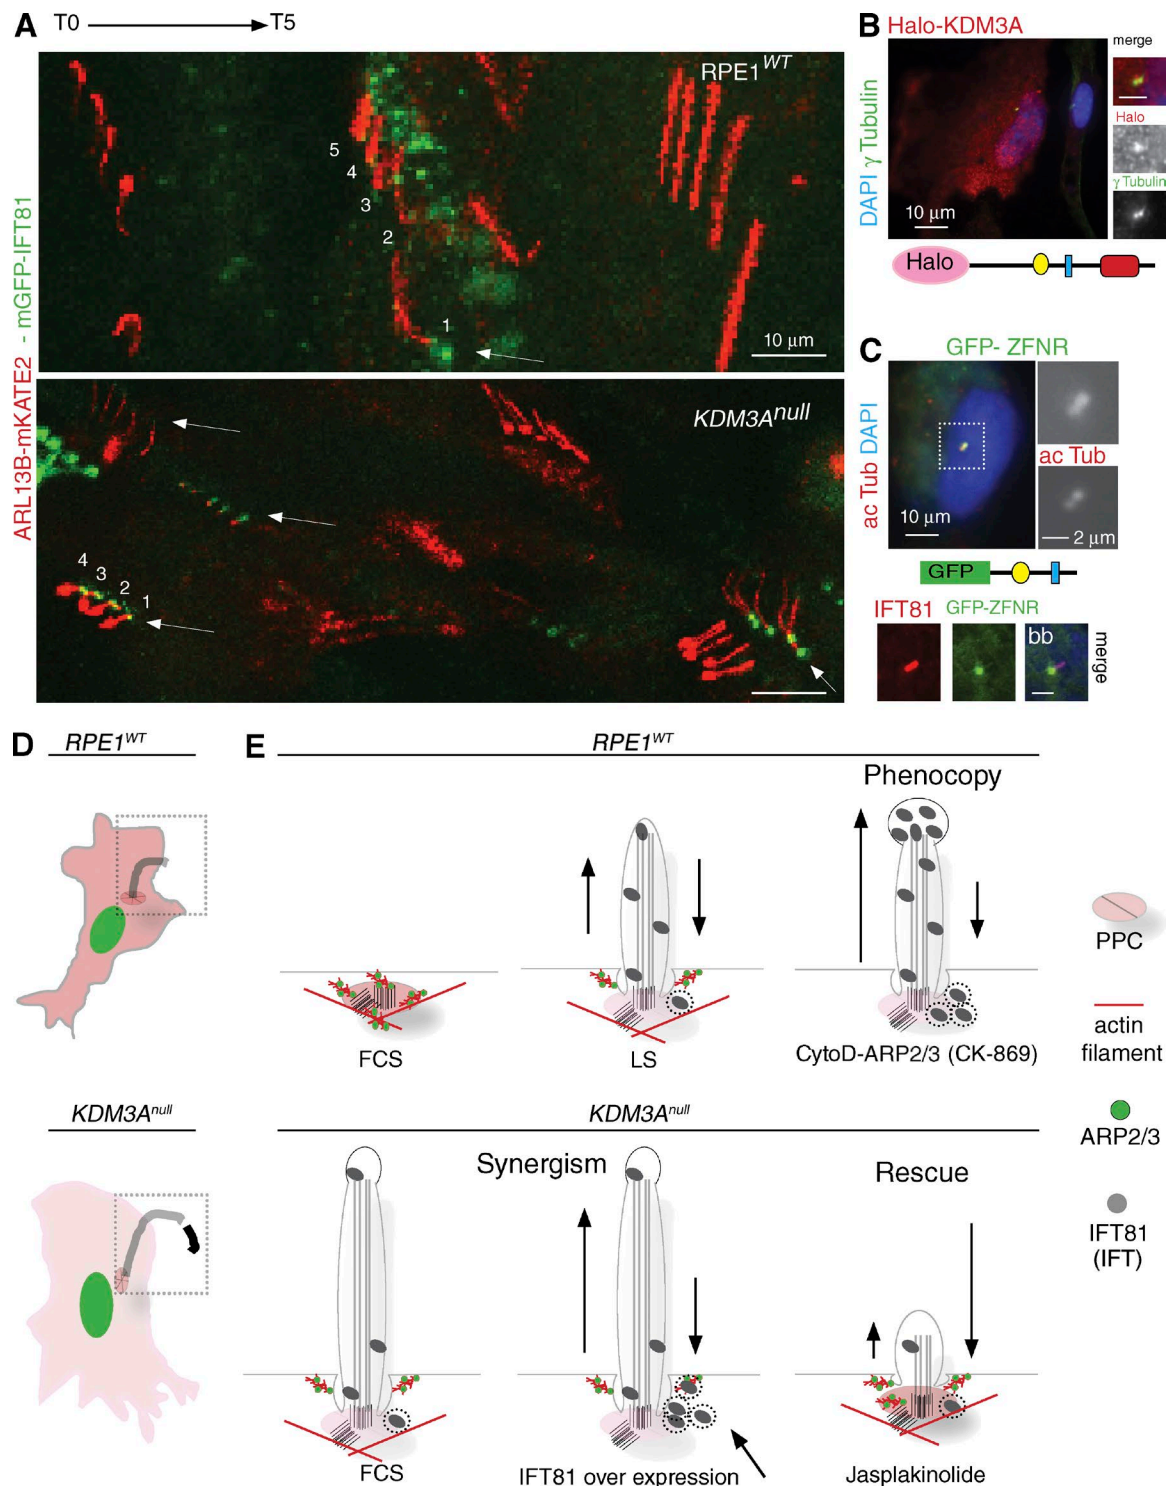 A
T0
T5
ARL13B-mKATE2 - mGFP-IFT81
RPE1WT
5
4
3
2
1
10 µm
KDM3Anull
4
3
2
1
B
Halo-KDM3A
DAPI γ Tubulin
10 µm
merge
Halo
γ Tubulin
Halo
C
GFP- ZFNR
ac Tub DAPI
10 µm
ac Tub
2 µm
GFP
IFT81
GFP-ZFNR
bb
merge
D
RPE1WT
KDM3Anull
E
RPE1WT
Phenocopy
FCS
LS
CytoD-ARP2/3 (CK-869)
KDM3Anull
Synergism
Rescue
FCS
IFT81 over expression
Jasplakinolide
PPC
actin
filament
ARP2/3
IFT81
(IFT)